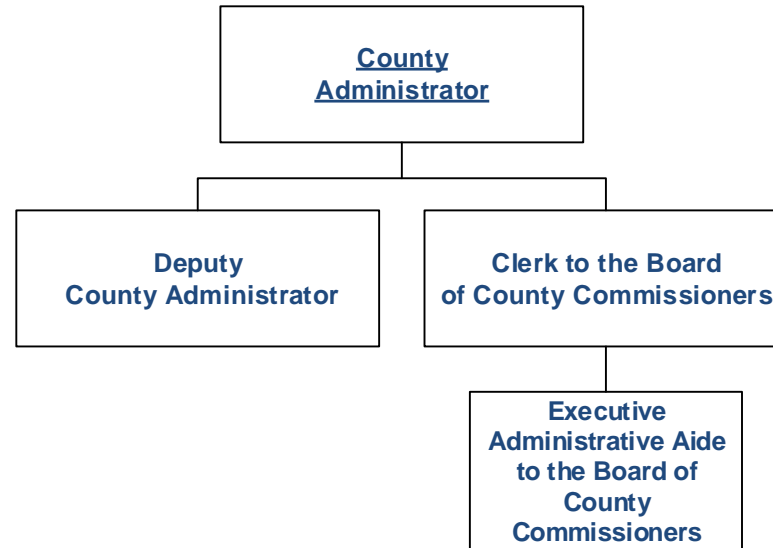 County
Administrator
Deputy
County Administrator
Clerk to the Board
of County Commissioners
Executive
Administrative Aide
to the Board of
County
Commissioners